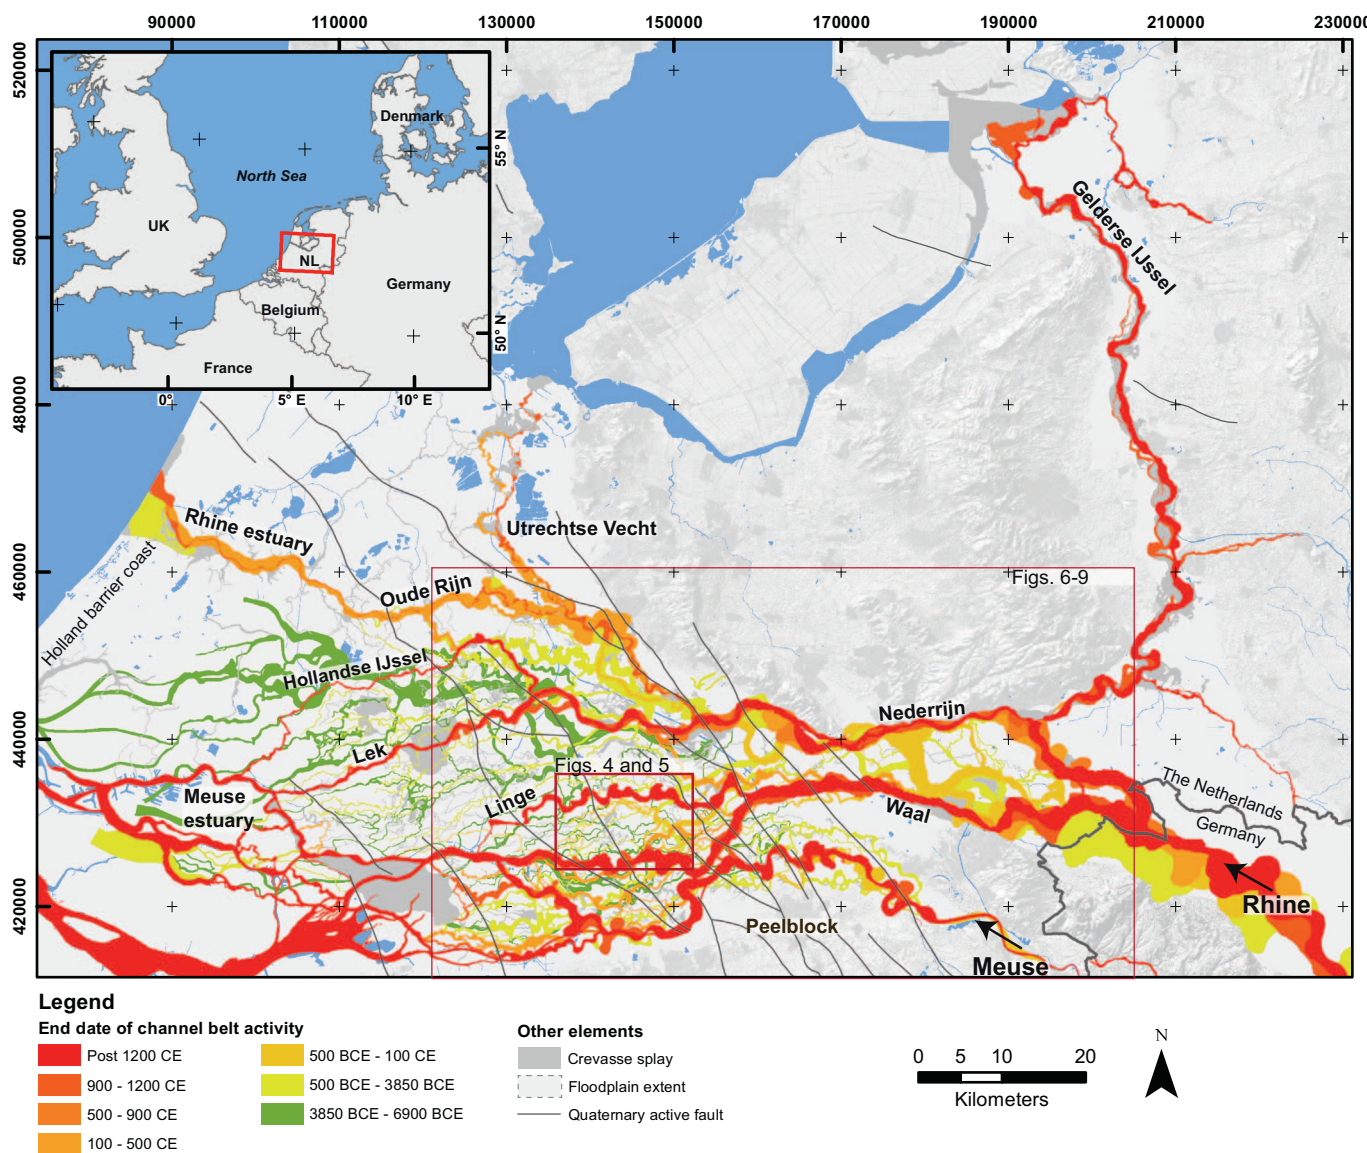 90000
110000
130000
150000
170000
190000
210000
230000
520000
500000
480000
460000
440000
420000
Denmark
North Sea
UK
NL
Germany
Belgium
France
55° N
50° N
0°
5° E
10° E
Gelderse IJssel
Utrechtse Vecht
Rhine estuary
Holland barrier coast
Oude Rijn
Figs. 6-9
Hollandse IJssel
Nederrijn
Lek
Figs. 4 and 5
Linge
Meuse
estuary
Waal
The Netherlands
Germany
Rhine
Peelblock
Meuse
Legend
End date of channel belt activity
Post 1200 CE
900 - 1200 CE
500 - 900 CE
100 - 500 CE
500 BCE - 100 CE
500 BCE - 3850 BCE
3850 BCE - 6900 BCE
Other elements
Crevasse splay
Floodplain extent
Quaternary active fault
0 5 10 20
Kilometers
N